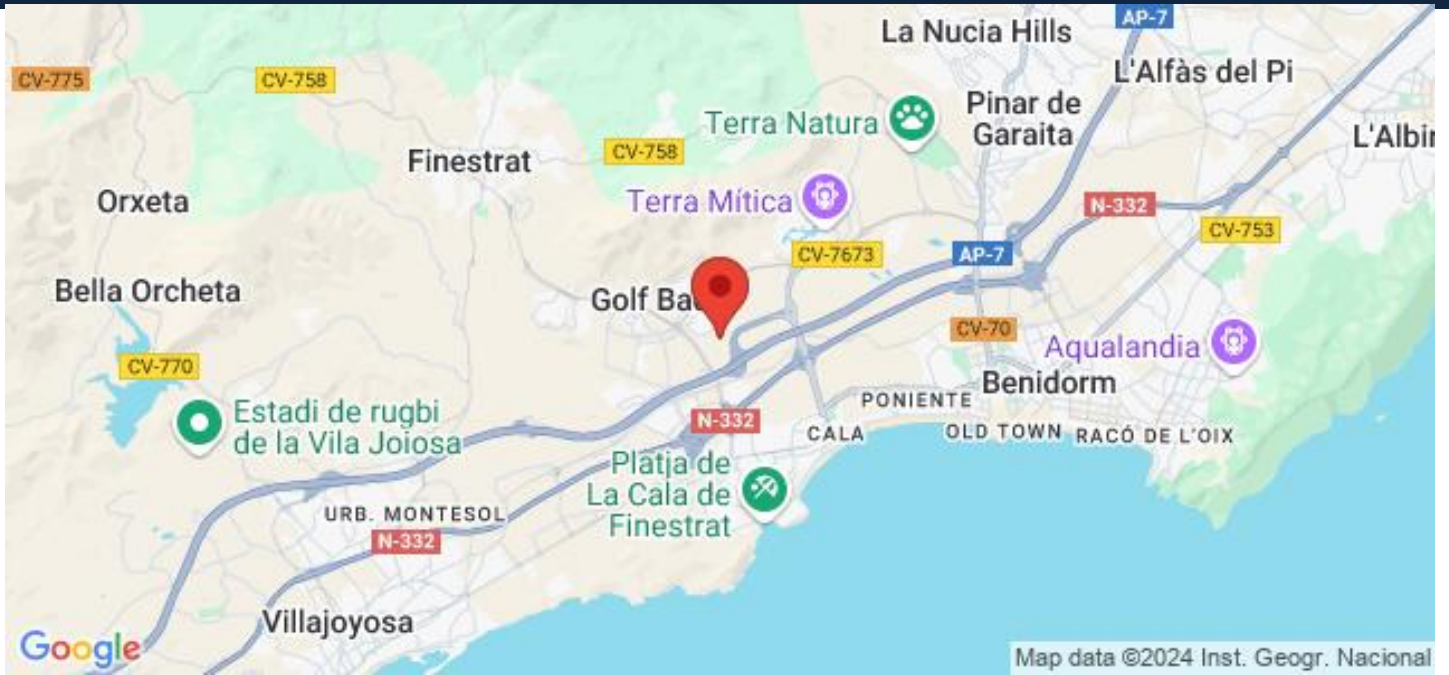 AP-7
La Nucia Hills
L'Alfàs del Pi
CV-775
CV-758
Pinar de
Garaita
Terra Natura
L'Albir
CV-758
Finestrat
Orxeta
Terra Mítica
N-332
CV-753
CV-7673
AP-7
Bella Orcheta
Golf Ba
CV-70
Aqualandia
CV-770
Benidorm
PONIENTE
Estadi de rugbi
de la Vila Joiosa
N-332
CALA
OLD TOWN
RACÓ DE L'OIX
Platja de
La Cala de
Finestrat
URB. MONTESOL
N-332
Villajoyosa
Google
Map data ©2024 Inst. Geogr. Nacional